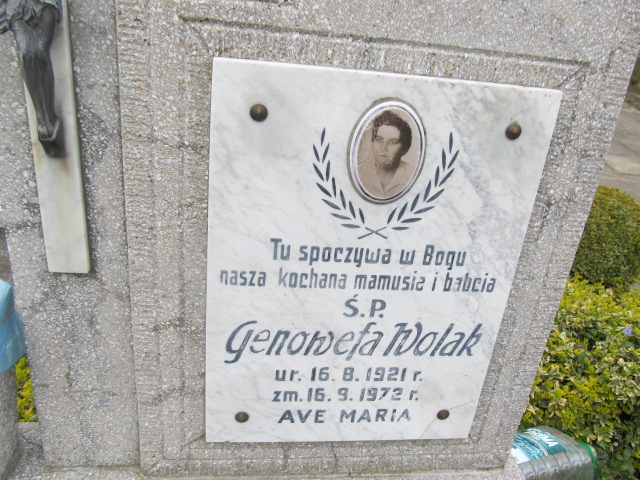 Tu spoczywa w Bogu
nasza kochana mamusia i babcia
Ś.P.
Genowefa Wolak
ur. 16. 8. 1921 r.
zm. 16. 9. 1972 r.
AVE MARIA